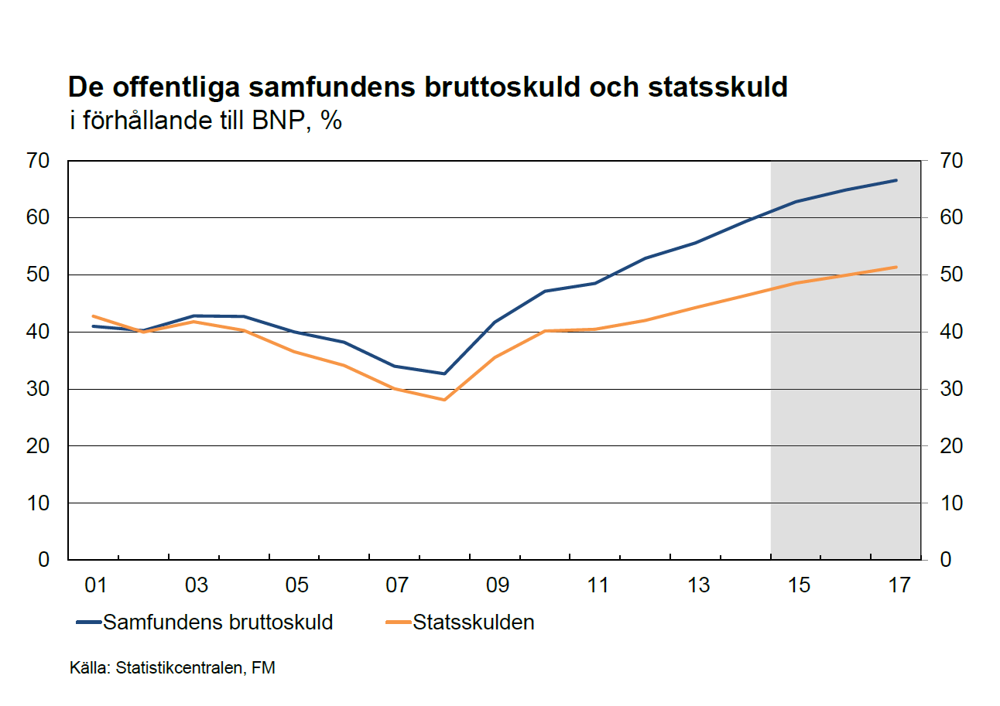 De offentliga samfundens bruttoskuld och statsskuld
i förhållande till BNP, %
70 70
60 60
50 50
40 40
30 30
20 20
10 10
0 0
01 03 05 07 09 11 13 15 17
Samfundens bruttoskuld Statsskulden
Källa: Statistikcentralen, FM